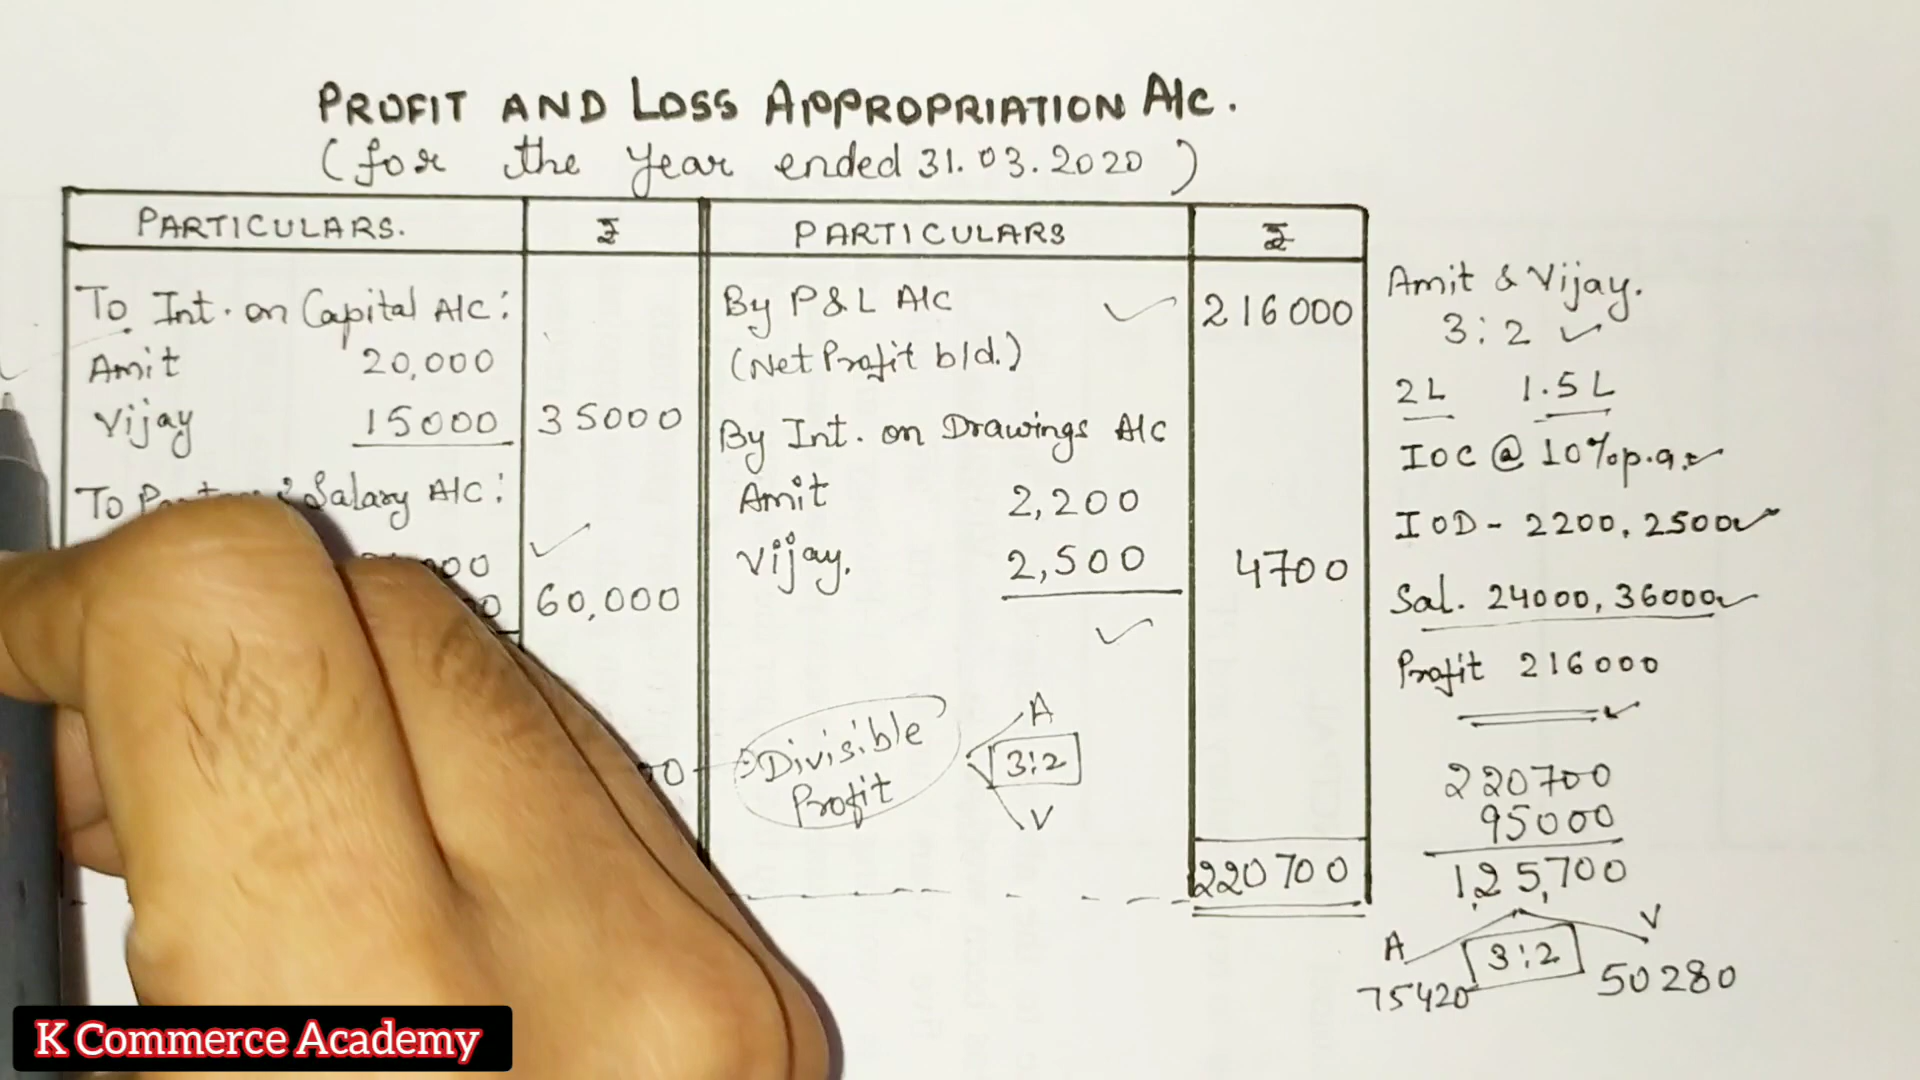 PROFIT AND LOSS APPROPRIATION A/c.
(for the year ended 31.03.2020)
PARTICULARS. ₹ PARTICULARS ₹
To Int. on Capital A/c:
Amit 20,000
Vijay 15000 35000
To Salary A/c:
60,000
By P & L A/c 216000
(Net Profit b/d.)
By Int. on Drawings A/c
Amit 2,200
Vijay. 2,500 4700
Divisible Profit
A
3:2
V
220700
Amit & Vijay.
3:2
2L 1.5L
IOC @ 10% p.a.
IOD - 2200, 2500
Sal. 24000, 36000
Profit 216000
220700
95000
1,25,700
A 3:2 V
75420 50280
K Commerce Academy